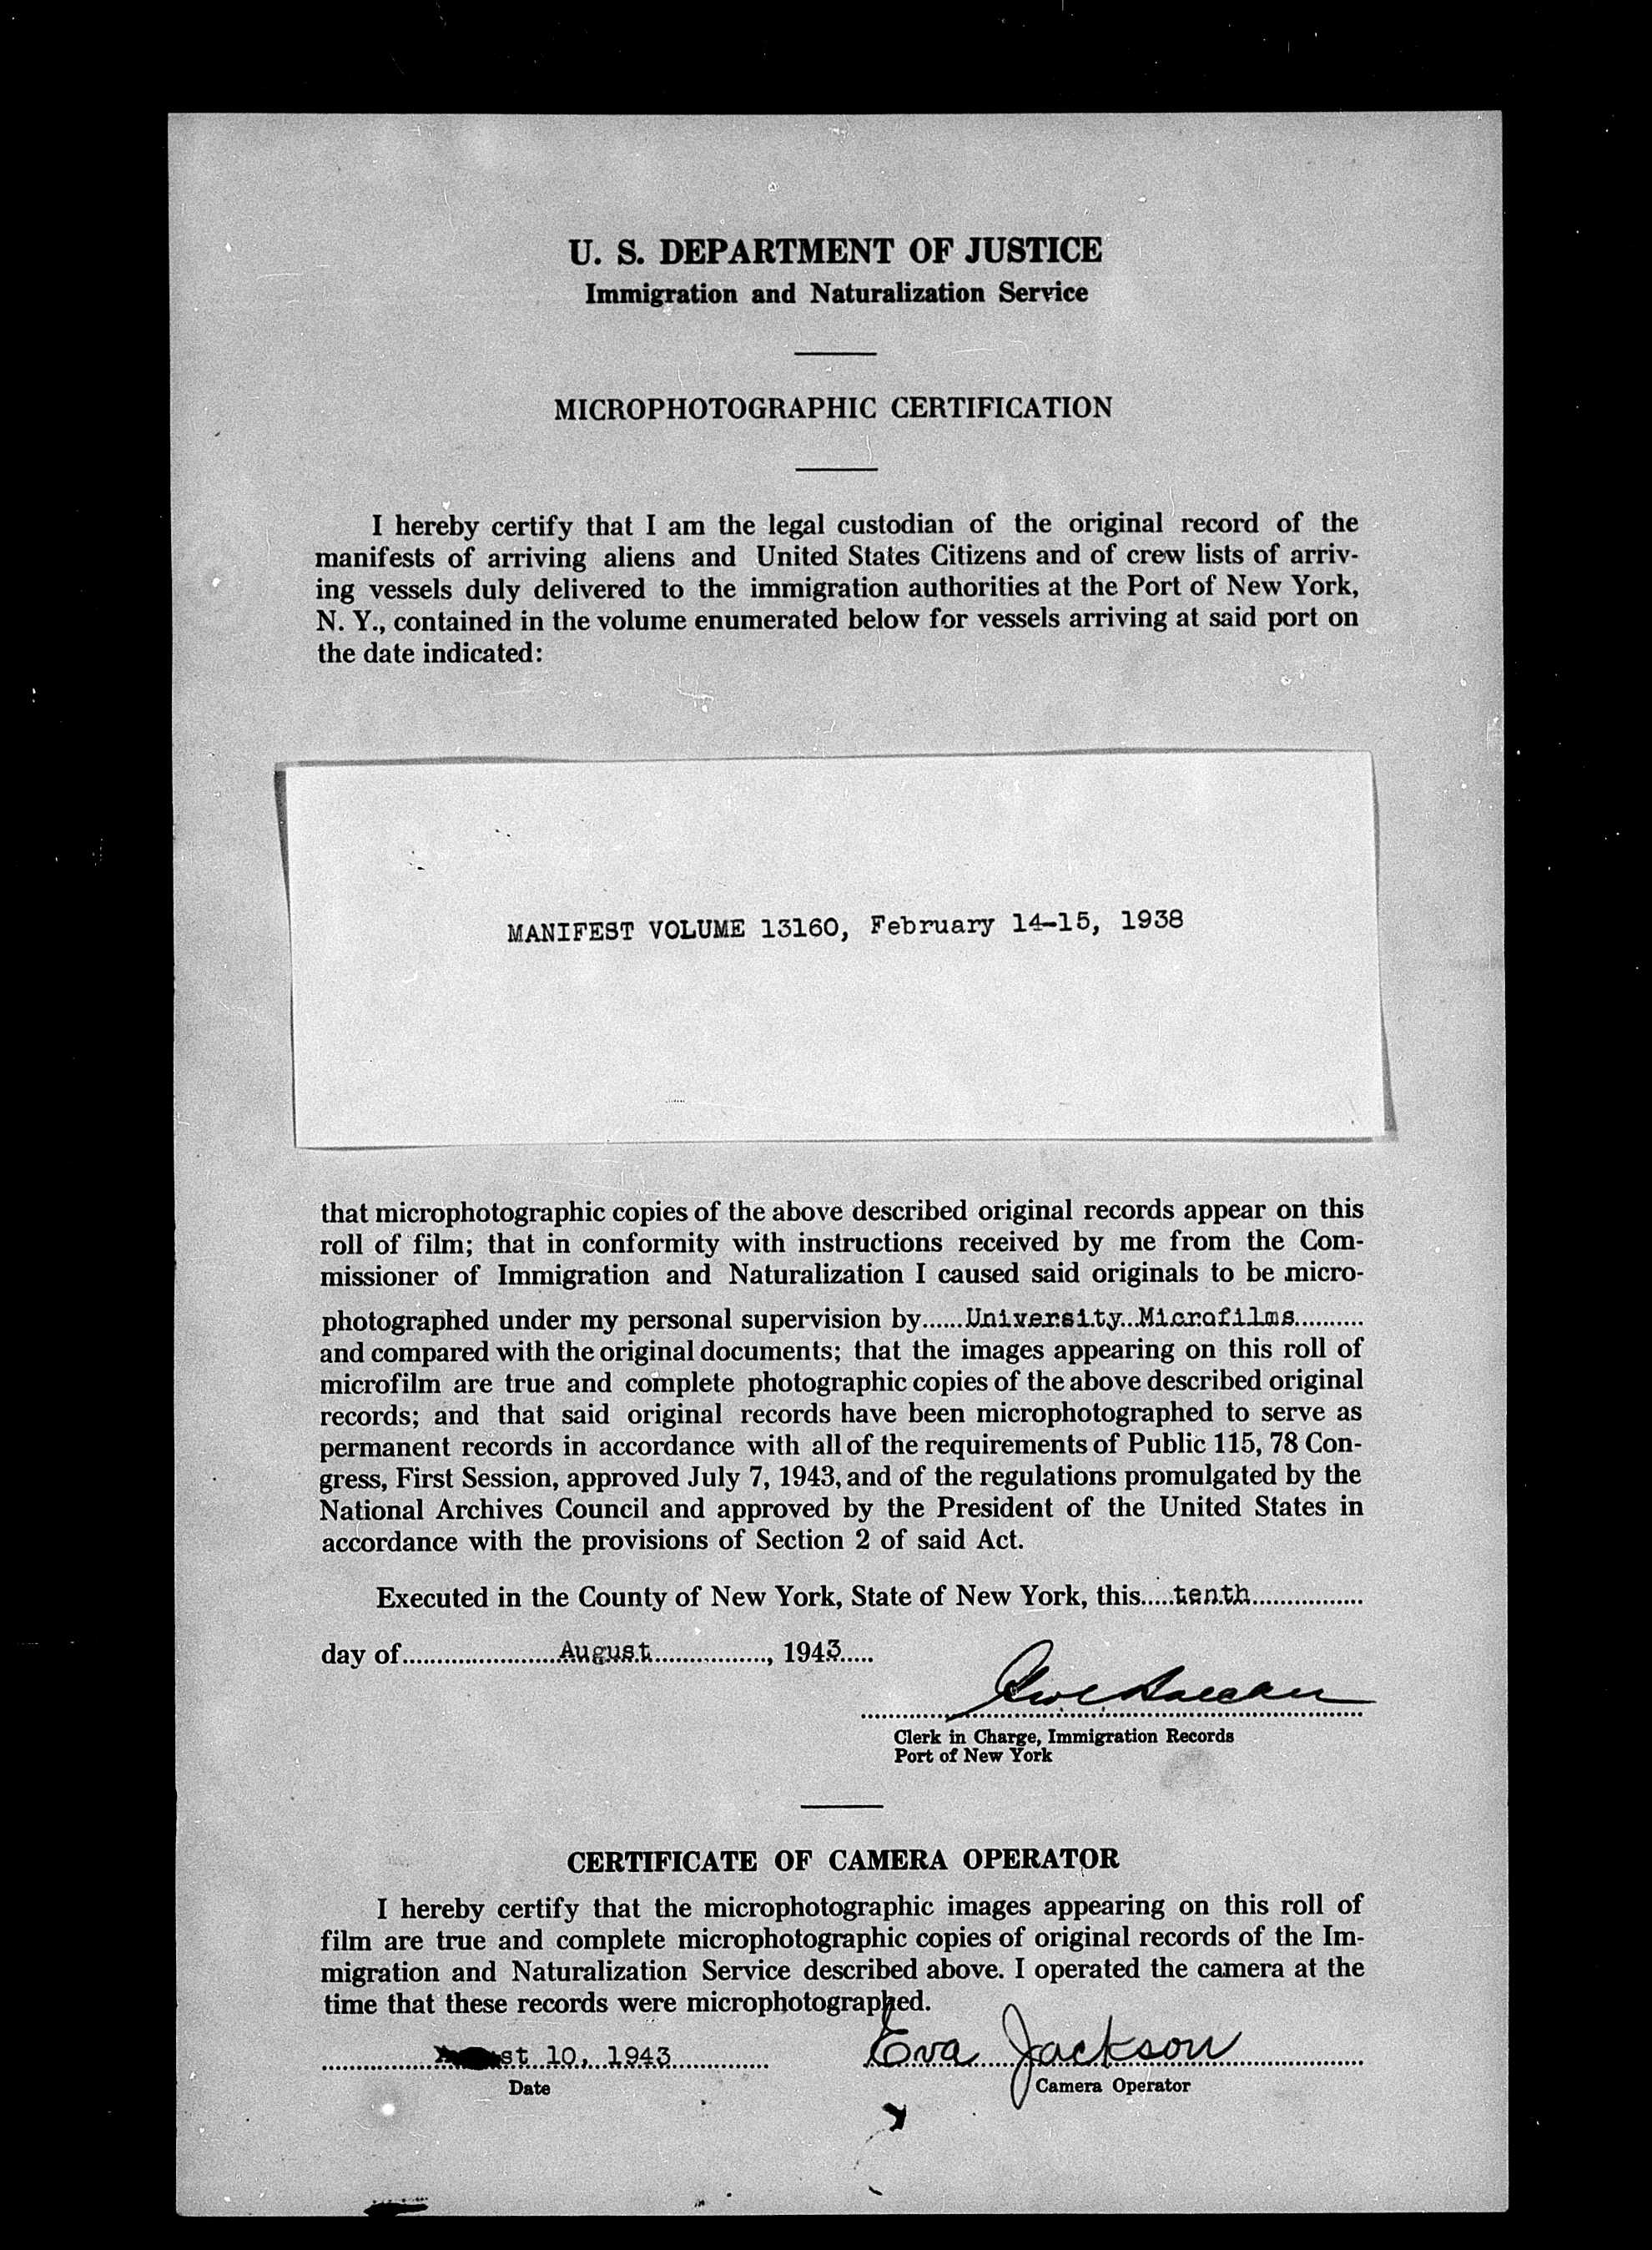 U. S. DEPARTMENT OF JUSTICE
Immigration and Naturalization Service
MICROPHOTOGRAPHIC CERTIFICATION
I hereby certify that I am the legal custodian of the original record of the
manifests of arriving aliens and United States Citizens and of crew lists of arriv-
ing vessels duly delivered to the immigration authorities at the Port of New York,
N. Y., contained in the volume enumerated below for vessels arriving at said port on
the date indicated:
MANIFEST VOLUME 13160, February 14-15, 1938
that microphotographic copies of the above described original records appear on this
roll of film; that in conformity with instructions received by me from the Com-
missioner of Immigration and Naturalization I caused said originals to be micro-
photographed under my personal supervision by......University Microfilms..........
and compared with the original documents; that the images appearing on this roll of
microfilm are true and complete photographic copies of the above described original
records; and that said original records have been microphotographed to serve as
permanent records in accordance with all of the requirements of Public 115, 78 Con-
gress, First Session, approved July 7, 1943, and of the regulations promulgated by the
National Archives Council and approved by the President of the United States in
accordance with the provisions of Section 2 of said Act.
Executed in the County of New York, State of New York, this.....tenth................
day of.......................August................., 1943.....
Clerk in Charge, Immigration Records
Port of New York
CERTIFICATE OF CAMERA OPERATOR
I hereby certify that the microphotographic images appearing on this roll of
film are true and complete microphotographic copies of original records of the Im-
migration and Naturalization Service described above. I operated the camera at the
time that these records were microphotographed.
st 10, 1943 Eva Jackson
Date Camera Operator